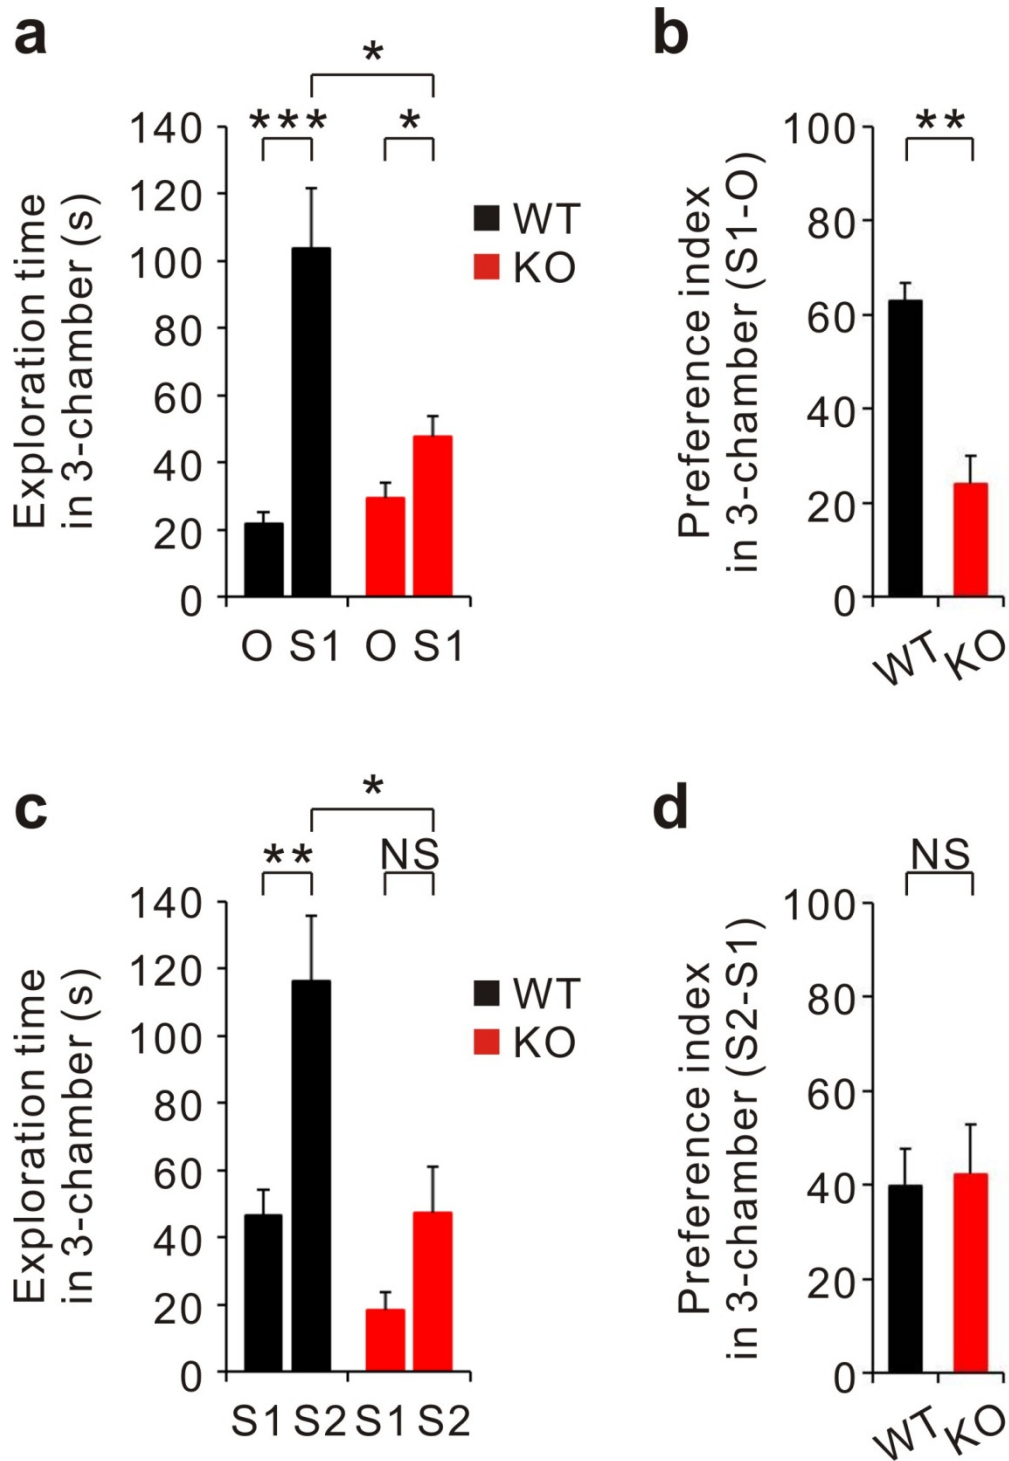 a
*
*** *
140
120
100
80
60
40
20
0
Exploration time
in 3-chamber (s)
O S1 O S1
WT
KO
b
**
100
80
60
40
20
0
Preference index
in 3-chamber (S1-O)
WT KO
c
*
** NS
140
120
100
80
60
40
20
0
Exploration time
in 3-chamber (s)
S1 S2 S1 S2
WT
KO
d
NS
100
80
60
40
20
0
Preference index
in 3-chamber (S2-S1)
WT KO